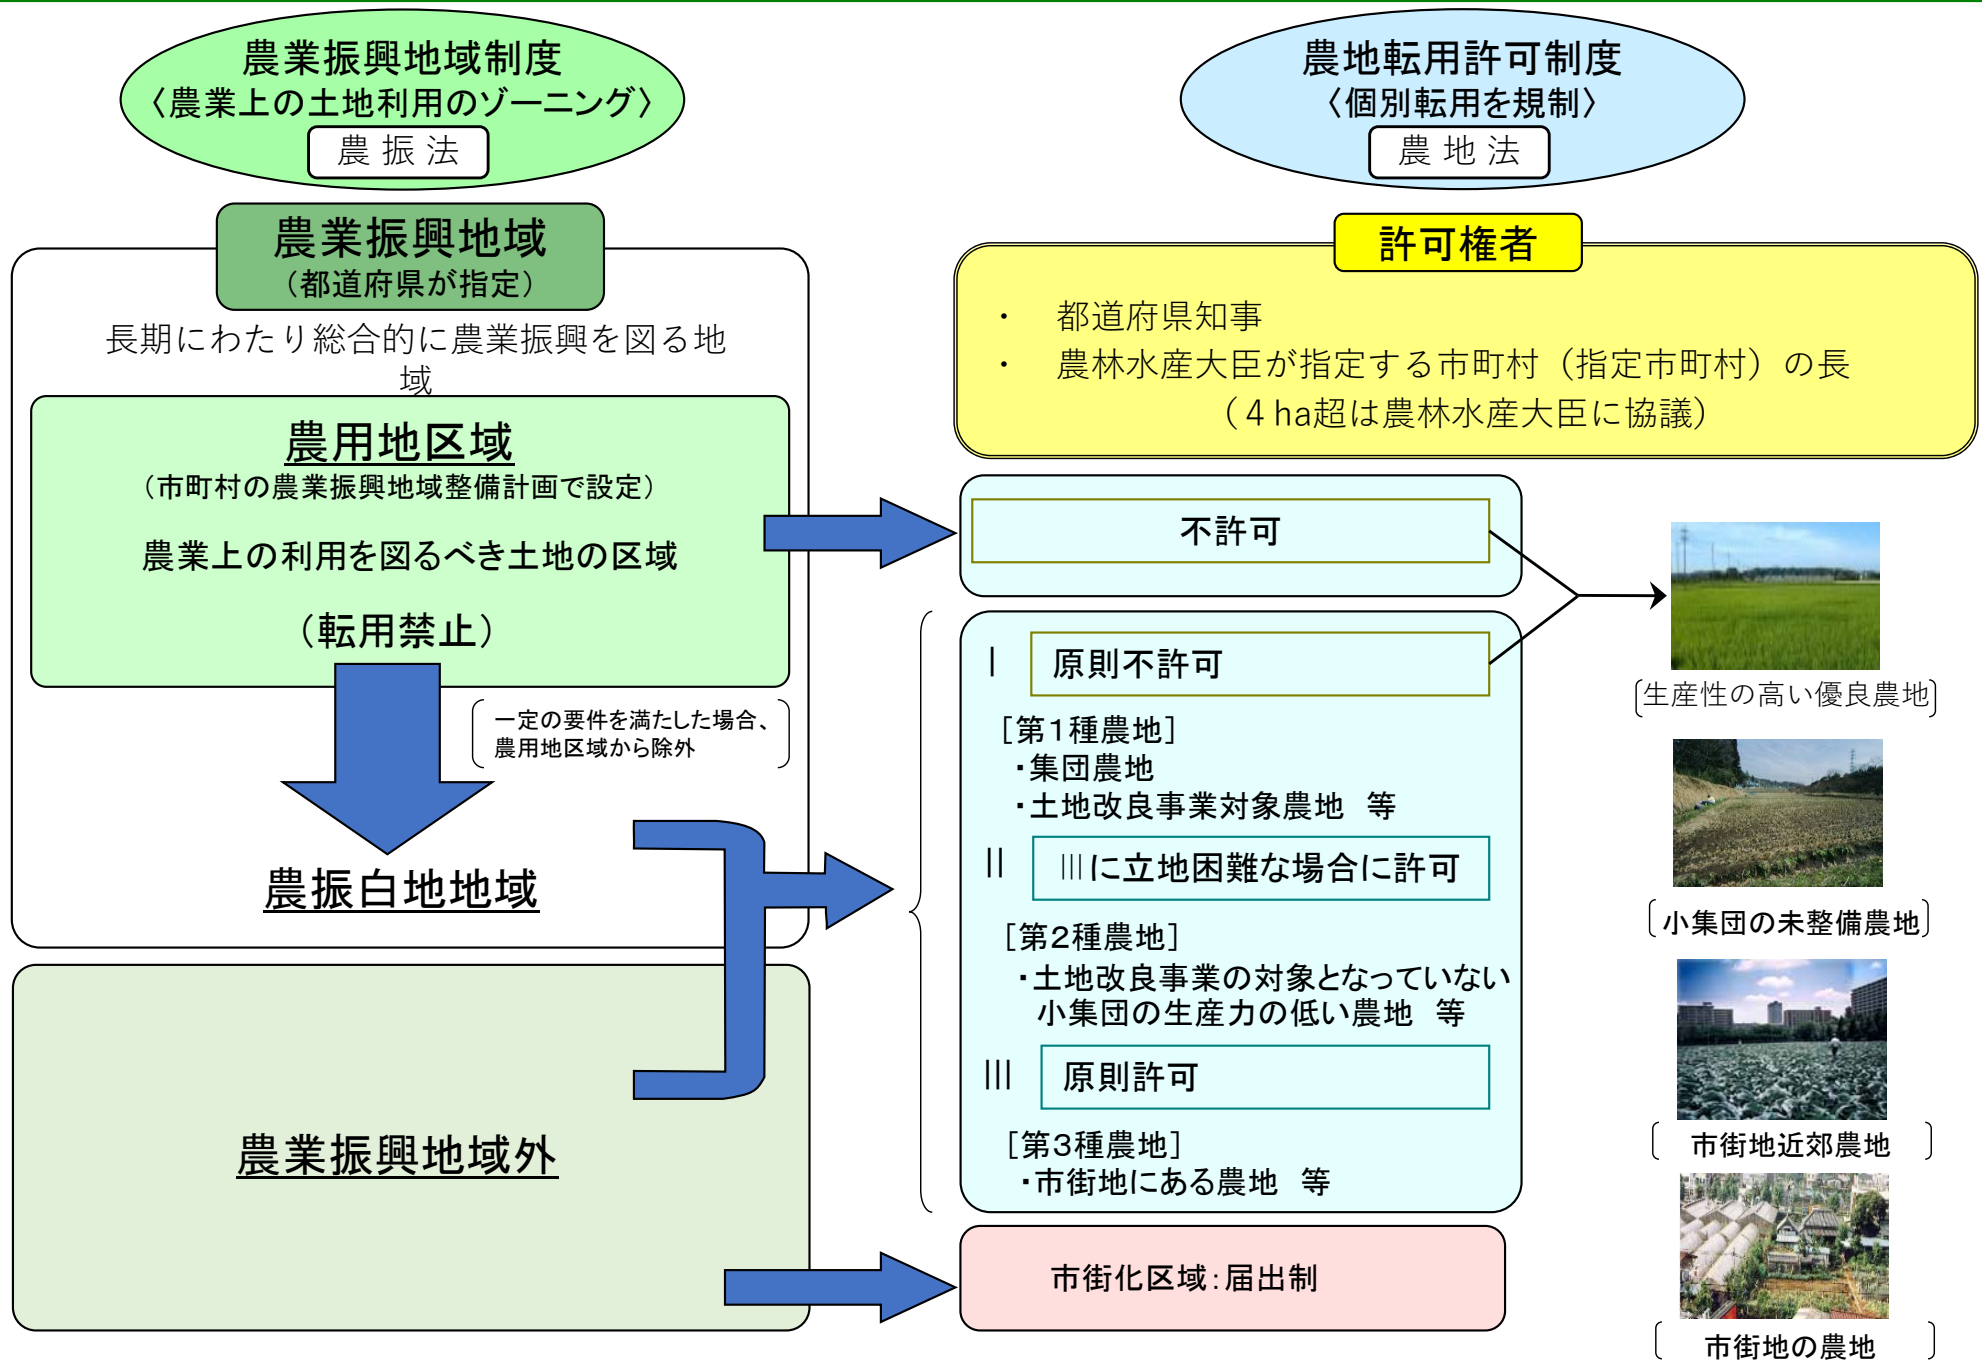 農業振興地域制度
〈農業上の土地利用のゾーニング〉
農振法
農業振興地域
（都道府県が指定）
長期にわたり総合的に農業振興を図る地
域
農用地区域
（市町村の農業振興地域整備計画で設定）
農業上の利用を図るべき土地の区域
（転用禁止）
一定の要件を満たした場合、
農用地区域から除外
農振白地地域
農業振興地域外
農地転用許可制度
〈個別転用を規制〉
農地法
許可権者
・ 都道府県知事
・ 農林水産大臣が指定する市町村（指定市町村）の長
（４ha超は農林水産大臣に協議）
不許可
Ⅰ 原則不許可
［第１種農地］
・集団農地
・土地改良事業対象農地　等
Ⅱ Ⅲに立地困難な場合に許可
［第２種農地］
・土地改良事業の対象となっていない
小集団の生産力の低い農地　等
Ⅲ 原則許可
［第３種農地］
・市街地にある農地　等
市街化区域：届出制
生産性の高い優良農地
小集団の未整備農地
市街地近郊農地
市街地の農地